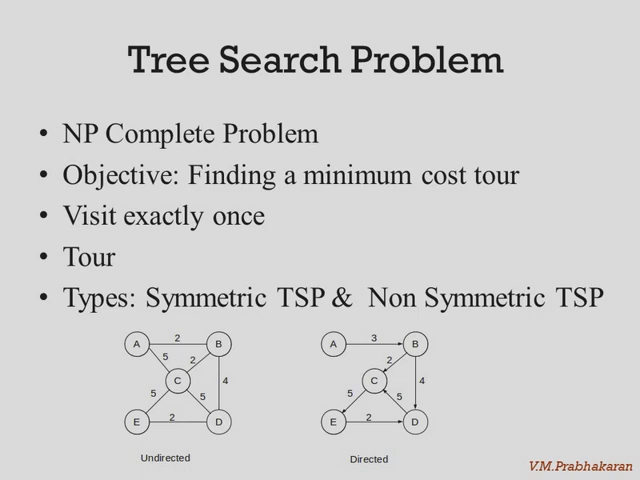 Tree Search Problem
• NP Complete Problem
• Objective: Finding a minimum cost tour
• Visit exactly once
• Tour
• Types: Symmetric TSP & Non Symmetric TSP
A 2 B
5 2
C 4
5 5
E 2 D
Undirected
A 3 B
2
C 4
5 5
E 2 D
Directed
V.M.Prabhakaran